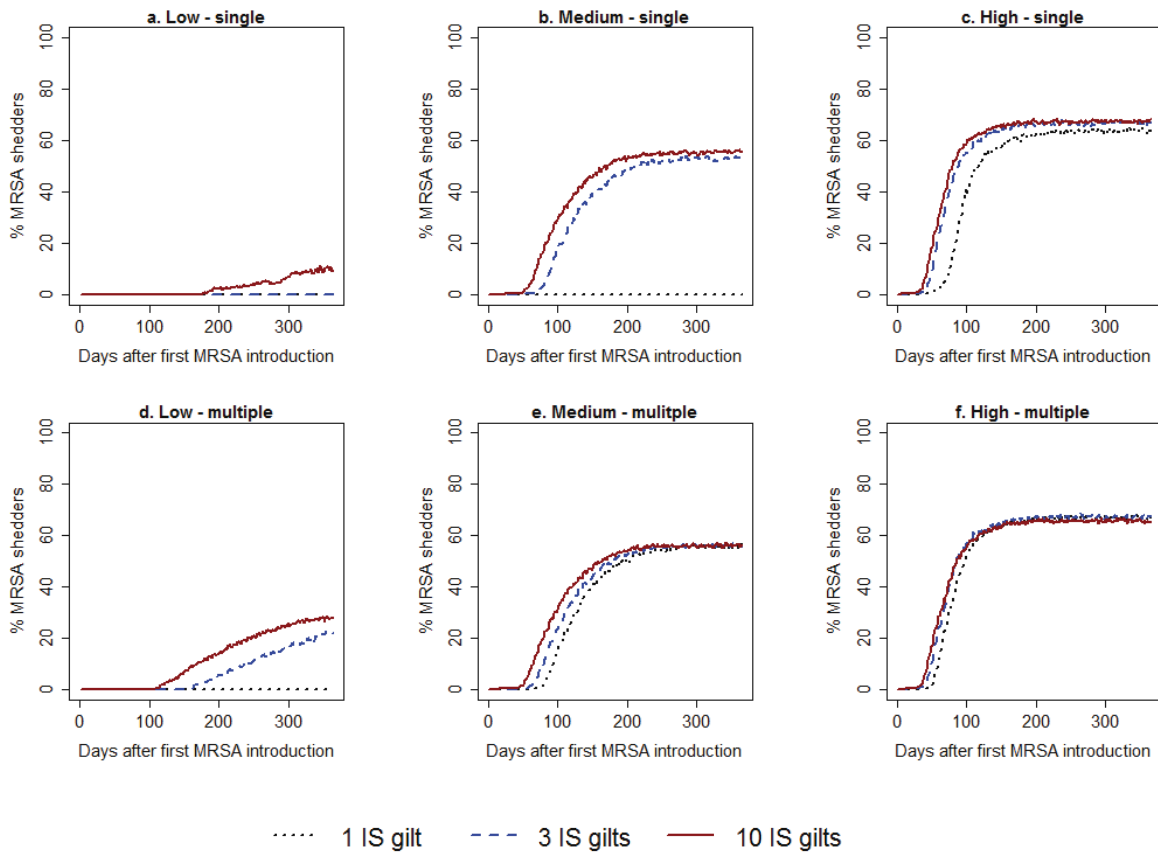 a. Low - single
b. Medium - single
c. High - single
% MRSA shedders
100
80
60
40
20
0
0 100 200 300
Days after first MRSA introduction
% MRSA shedders
100
80
60
40
20
0
0 100 200 300
Days after first MRSA introduction
% MRSA shedders
100
80
60
40
20
0
0 100 200 300
Days after first MRSA introduction
d. Low - multiple
e. Medium - mulitple
f. High - multiple
% MRSA shedders
100
80
60
40
20
0
0 100 200 300
Days after first MRSA introduction
% MRSA shedders
100
80
60
40
20
0
0 100 200 300
Days after first MRSA introduction
% MRSA shedders
100
80
60
40
20
0
0 100 200 300
Days after first MRSA introduction
1 IS gilt 3 IS gilts 10 IS gilts